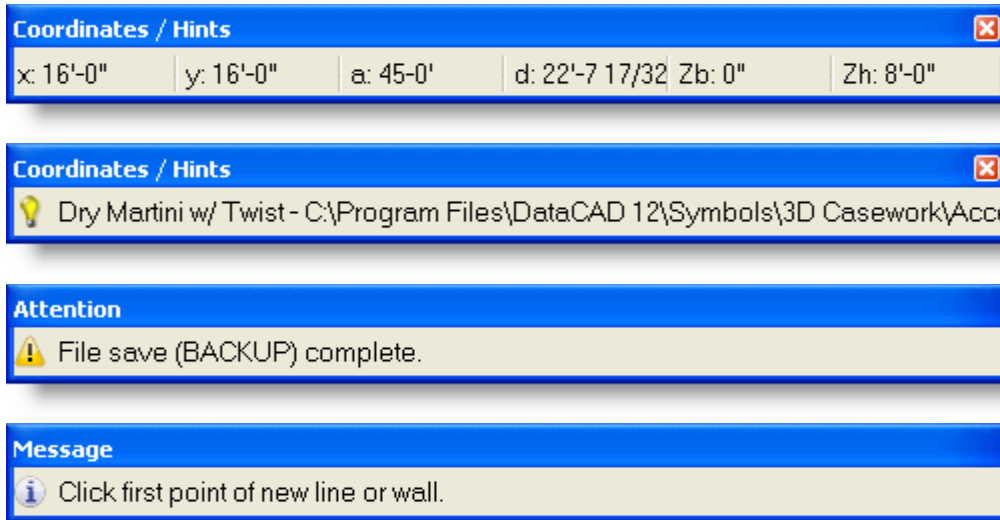 Coordinates / Hints
x: 16'-0" y: 16'-0" a: 45-0' d: 22'-7 17/32 Zb: 0" Zh: 8'-0"
Coordinates / Hints
Dry Martini w/ Twist - C:\Program Files\DataCAD 12\Symbols\3D Casework\Acce
Attention
File save (BACKUP) complete.
Message
Click first point of new line or wall.